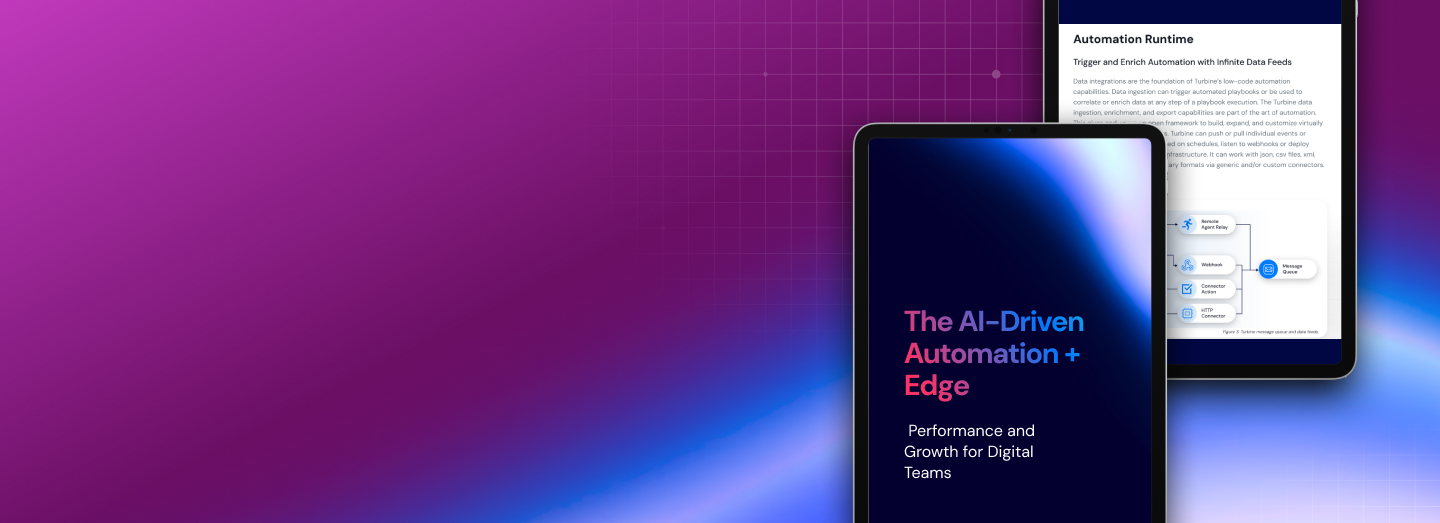 Automation Runtime
Trigger and Enrich Automation with Infinite Data Feeds
Data integrations are the foundation of Turbine's low-code automation
capabilities. Data ingestion can trigger automated playbooks or be used to
correlate or enrich data at any step of a playbook execution. The Turbine data
ingestion, enrichment, and export capabilities are part of the art of automation.
open framework to build, expand, and customize virtually
Turbine can push or pull individual events or
on schedules, listen to webhooks or deploy
It can work with json, csv files, xml,
formats via generic and/or custom connectors.
Remote
Agent Relay
Webhook
Message
Queue
Connector
Action
HTTP
Connector
Figure 3: Turbine message queue and data feeds
The AI-Driven
Automation +
Edge
Performance and
Growth for Digital
Teams